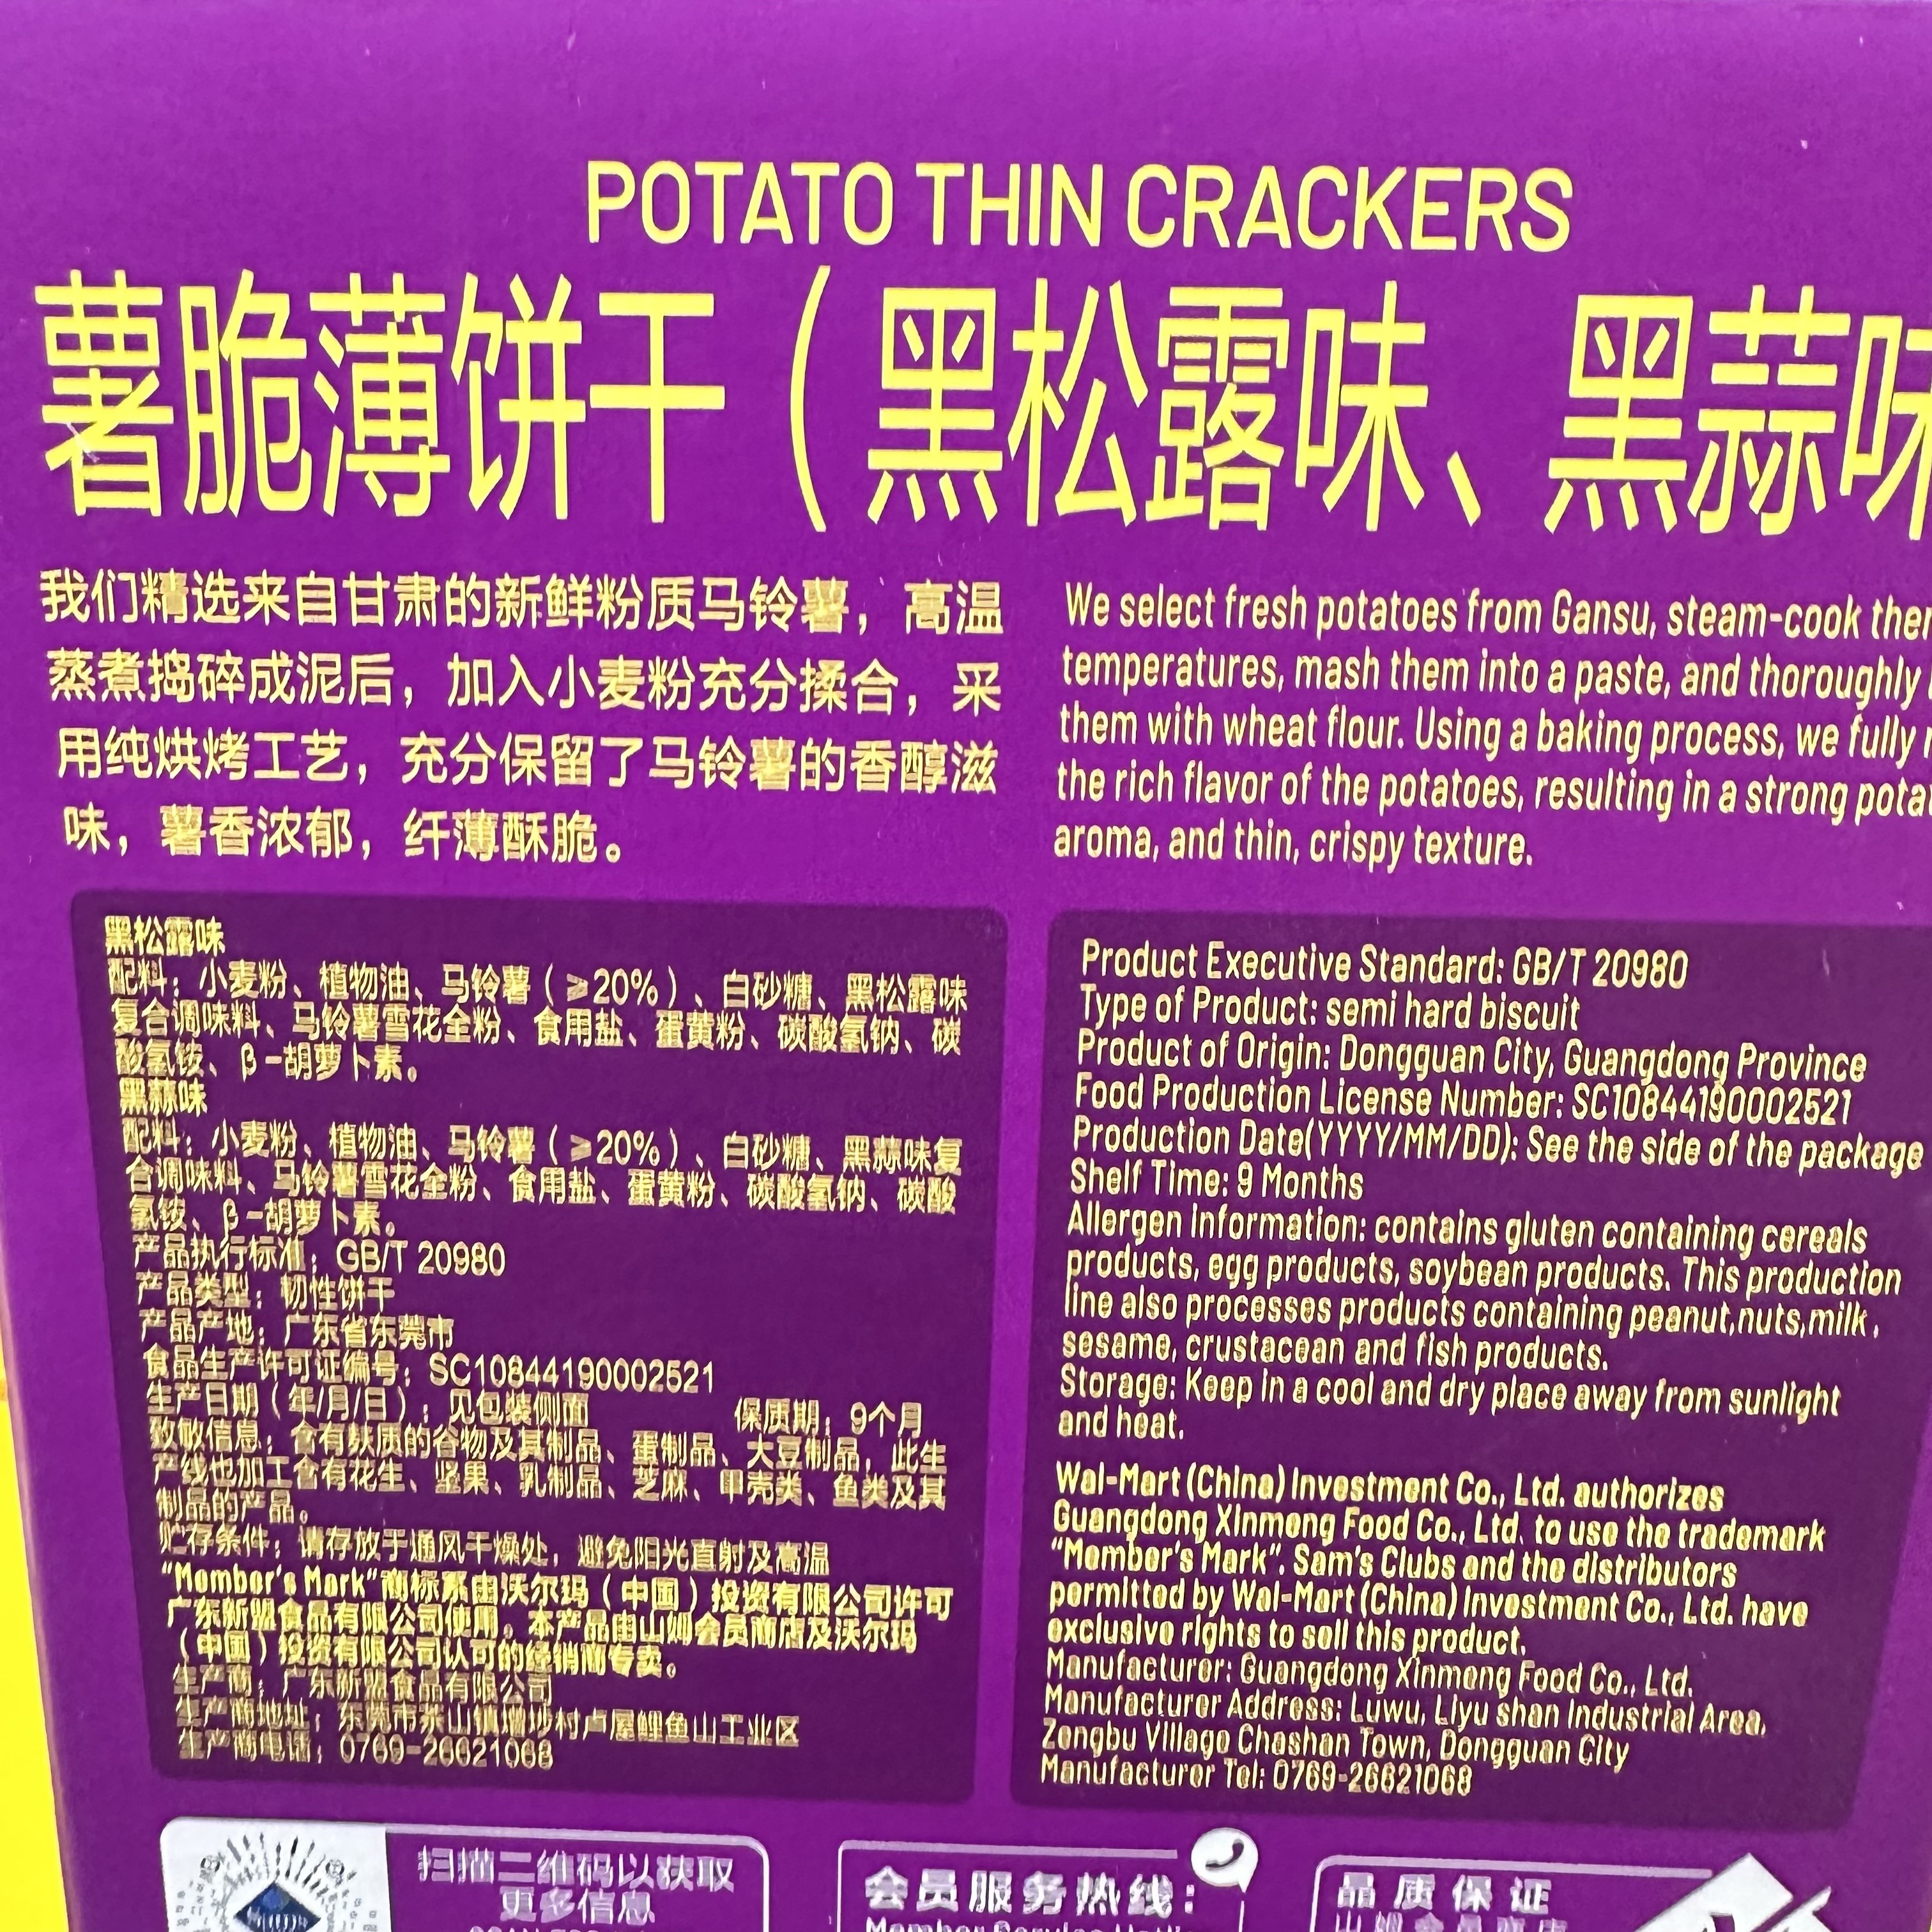 POTATO THIN CRACKERS
薯脆薄饼干（黑松露味、黑蒜味
我们精选来自甘肃的新鲜粉质马铃薯，高温
蒸煮捣碎成泥后，加入小麦粉充分揉合，采
用纯烘烤工艺，充分保留了马铃薯的香醇滋
味，薯香浓郁，纤薄酥脆。
We select fresh potatoes from Gansu, steam-cook
temperatures, mash them into a paste, and thoroughly
them with wheat flour. Using a baking process, we fully
the rich flavor of the potatoes, resulting in a strong
aroma, and thin, crispy texture.
黑松露味
配料：小麦粉、植物油、马铃薯（≥20%）、白砂糖、黑松露味
复合调味料、马铃薯雪花全粉、食用盐、蛋黄粉、碳酸氢钠、碳
酸氢铵、β-胡萝卜素。
黑蒜味
配料：小麦粉、植物油、马铃薯（≥20%）、白砂糖、黑蒜味复
合调味料、马铃薯雪花全粉、食用盐、蛋黄粉、碳酸氢钠、碳酸
氢铵、β-胡萝卜素。
产品执行标准：GB/T 20980
产品类型：韧性饼干
产品产地：广东省东莞市
食品生产许可证编号：SC10844190002521
生产日期（年/月/日）：见包装侧面 保质期：9个月
致敏信息：含有麸质的谷物及其制品、蛋制品、大豆制品，此生
产线也加工含有花生、坚果、乳制品、芝麻、甲壳类、鱼类及其
制品的产品。
贮存条件：请存放于通风干燥处，避免阳光直射及高温
“Member's Mark”商标系由沃尔玛（中国）投资有限公司许可
广东新盟食品有限公司使用。本产品由山姆会员商店及沃尔玛
（中国）投资有限公司认可的经销商专卖。
生产商：广东新盟食品有限公司
生产商地址：东莞市茶山镇增埗村卢屋鲤鱼山工业区
生产商电话：0769-26621068
Product Executive Standard: GB/T 20980
Type of Product: semi hard biscuit
Product of Origin: Dongguan City, Guangdong Province
Food Production License Number: SC10844190002521
Production Date(YYYY/MM/DD): See the side of the package
Shelf Time: 9 Months
Allergen Information: contains gluten containing cereals
products, egg products, soybean products. This production
line also processes products containing peanut,nuts,milk,
sesame, crustacean and fish products.
Storage: Keep in a cool and dry place away from sunlight
and heat.
Wal-Mart (China) Investment Co., Ltd. authorizes
Guangdong Xinmeng Food Co., Ltd. to use the trademark
“Member's Mark”. Sam's Clubs and the distributors
permitted by Wal-Mart (China) Investment Co., Ltd. have
exclusive rights to sell this product.
Manufacturer: Guangdong Xinmeng Food Co., Ltd.
Manufacturer Address: Luwu, Liyu shan Industrial Area,
Zengbu Village Chashan Town, Dongguan City
Manufacturer Tel: 0769-26621068
扫描二维码以获取
更多信息
会员服务热线：
品质保证